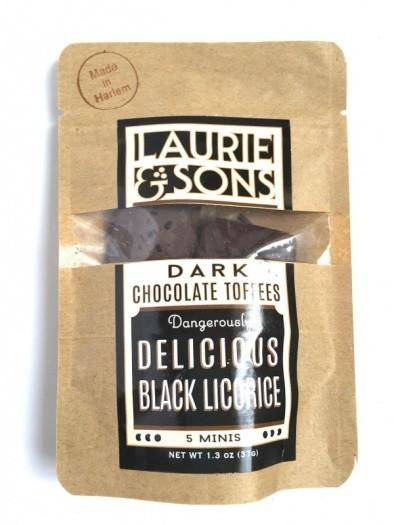 Made
in
Harlem
LAURIE
& SONS
DARK
CHOCOLATE TOFFEES
Dangerously
DELICIOUS
BLACK LICORICE
5 MINIS
NET WT 1.3 oz (37g)